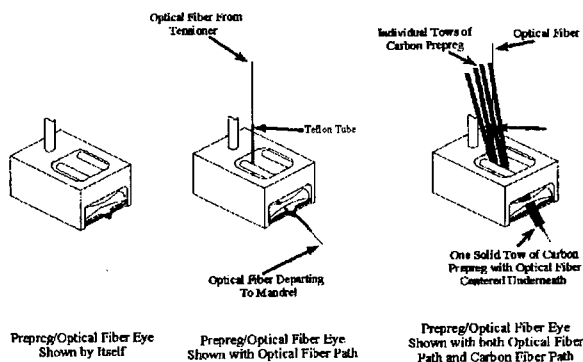 Optical Fiber From
Tensioner
Teflon Tube
Optical Fiber Departing
To Mandrel
Individual Tows of
Carbon Prepreg
Optical Fiber
One Solid Tow of Carbon
Prepreg with Optical Fiber
Centered Underneath
Prepreg/Optical Fiber Eye
Shown by Itself
Prepreg/Optical Fiber Eye
Shown with Optical Fiber Path
Prepreg/Optical Fiber Eye
Shown with both Optical Fiber
Path and Carbon Fiber Path